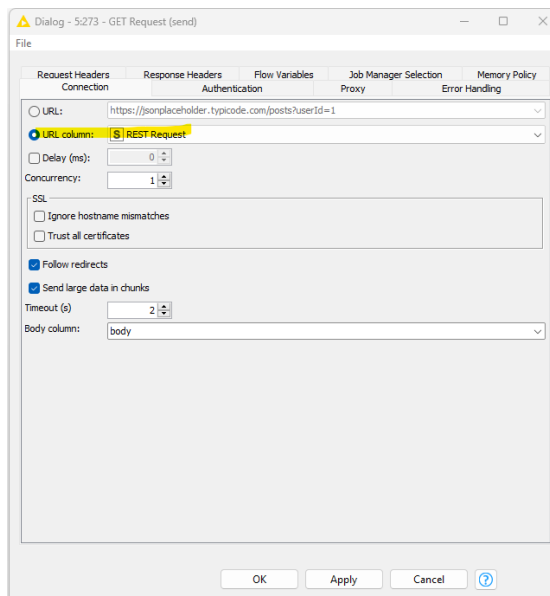 Dialog - 5:273 - GET Request (send)
File
Request Headers Response Headers Flow Variables Job Manager Selection Memory Policy
Connection Authentication Proxy Error Handling
URL: https://jsonplaceholder.typicode.com/posts?userId=1
URL column: S REST Request
Delay (ms): 0
Concurrency: 1
SSL
Ignore hostname mismatches
Trust all certificates
Follow redirects
Send large data in chunks
Timeout (s) 2
Body column: body
OK Apply Cancel ?